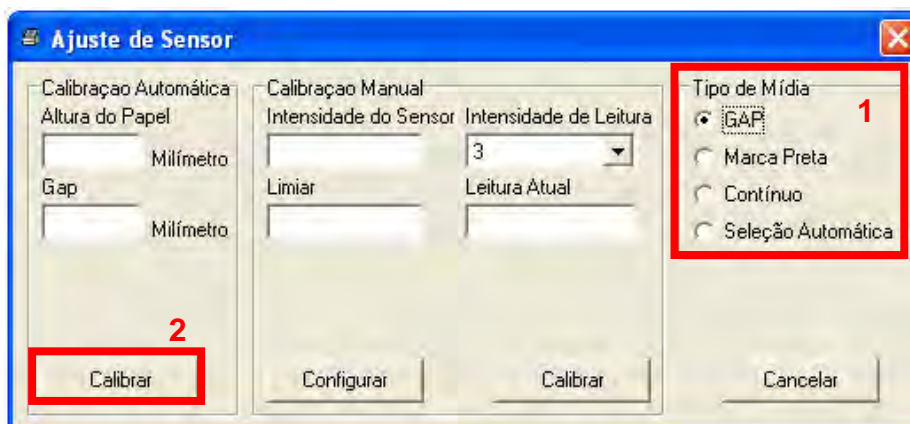 Ajuste de Sensor
Calibraçao Automática
Altura do Papel
Milímetro
Gap
Milímetro
2
Calibrar
Calibraçao Manual
Intensidade do Sensor
Intensidade de Leitura
3
Limiar
Leitura Atual
Configurar
Calibrar
Tipo de Mídia
1
GAP
Marca Preta
Contínuo
Seleção Automática
Cancelar